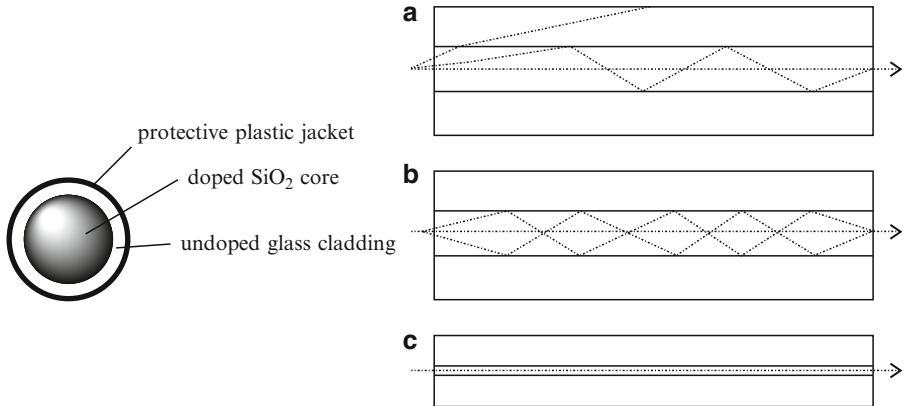 a
protective plastic jacket
doped SiO₂ core
b
undoped glass cladding
c